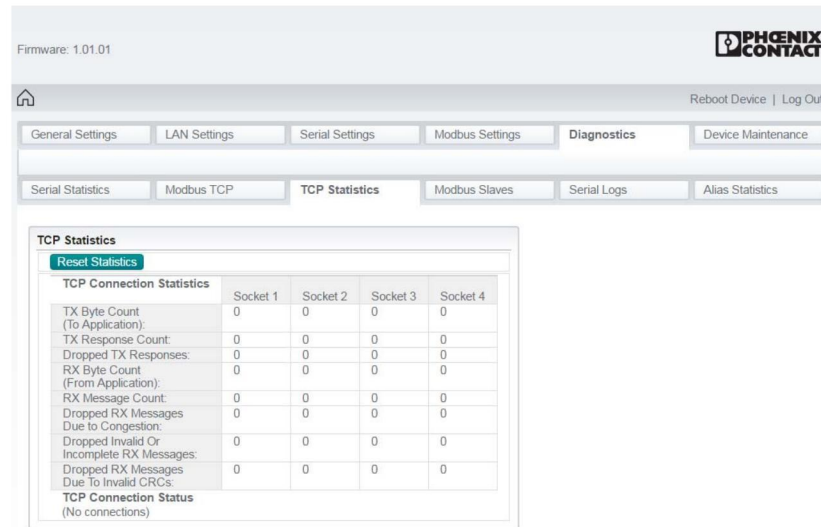 Firmware: 1.01.01
PHŒNIX
CONTACT
Reboot Device | Log Out
General Settings LAN Settings Serial Settings Modbus Settings Diagnostics Device Maintenance
Serial Statistics Modbus TCP TCP Statistics Modbus Slaves Serial Logs Alias Statistics
TCP Statistics
Reset Statistics
TCP Connection Statistics
Socket 1 Socket 2 Socket 3 Socket 4
TX Byte Count 0 0 0 0
(To Application):
TX Response Count: 0 0 0 0
Dropped TX Responses: 0 0 0 0
RX Byte Count 0 0 0 0
(From Application):
RX Message Count: 0 0 0 0
Dropped RX Messages 0 0 0 0
Due to Congestion:
Dropped Invalid Or 0 0 0 0
Incomplete RX Messages:
Dropped RX Messages 0 0 0 0
Due To Invalid CRCs:
TCP Connection Status
(No connections)